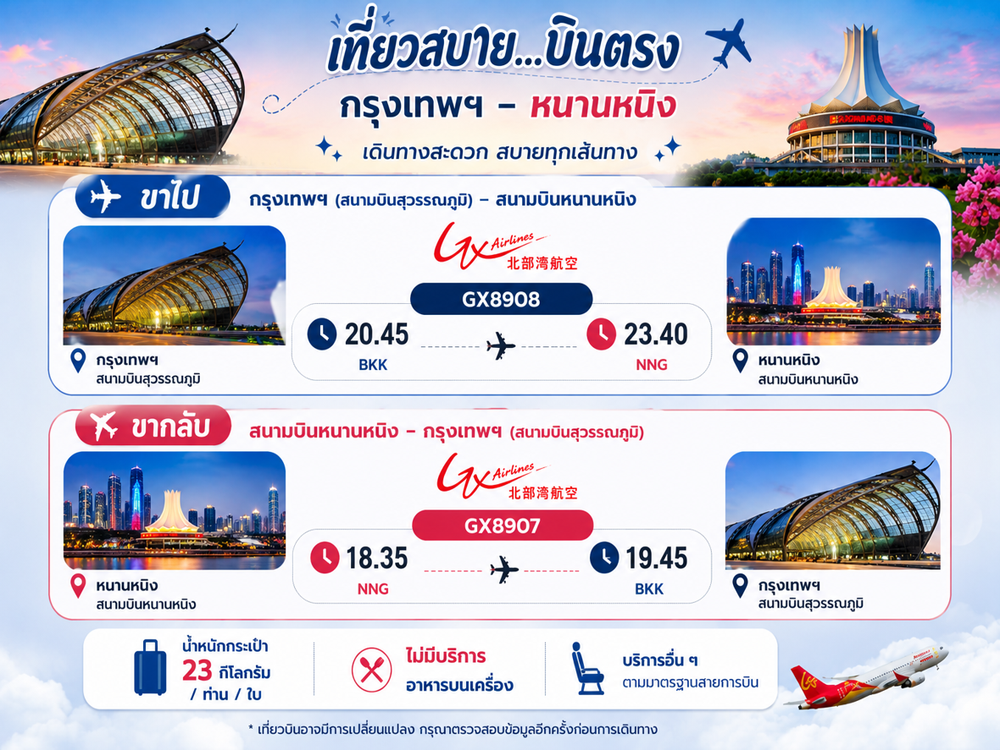 เที่ยวสบาย...บินตรง
กรุงเทพฯ – หนานหนิง
เดินทางสะดวก สบายทุกเส้นทาง
ขาไป
กรุงเทพฯ (สนามบินสุวรรณภูมิ) – สนามบินหนานหนิง
GX Airlines
北部湾航空
GX8908
20.45
23.40
BKK
NNG
กรุงเทพฯ
สนามบินสุวรรณภูมิ
หนานหนิง
สนามบินหนานหนิง
ขากลับ
สนามบินหนานหนิง – กรุงเทพฯ (สนามบินสุวรรณภูมิ)
GX Airlines
北部湾航空
GX8907
18.35
19.45
NNG
BKK
หนานหนิง
สนามบินหนานหนิง
กรุงเทพฯ
สนามบินสุวรรณภูมิ
น้ำหนักกระเป๋า
23 กิโลกรัม
/ ท่าน / ใบ
ไม่มีบริการ
อาหารบนเครื่อง
บริการอื่น ๆ
ตามมาตรฐานสายการบิน
* เที่ยวบินอาจมีการเปลี่ยนแปลง กรุณาตรวจสอบข้อมูลอีกครั้งก่อนการเดินทาง